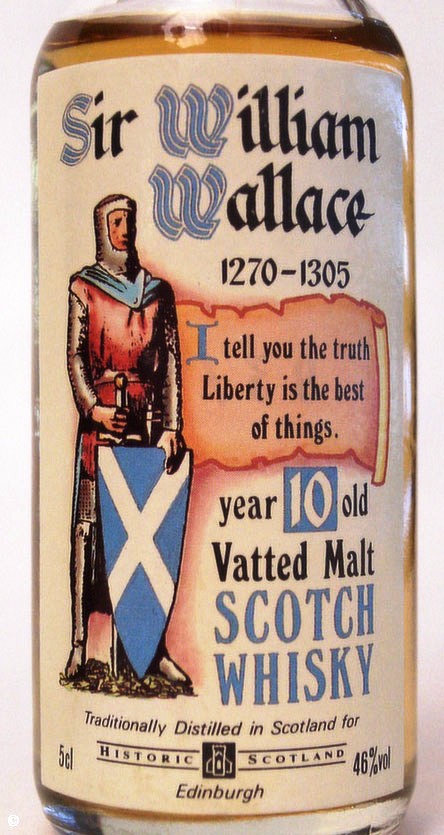 Sir William
Wallace
1270-1305
I tell you the truth
Liberty is the best
of things.
year 10 old
Vatted Malt
SCOTCH
WHISKY
Traditionally Distilled in Scotland for
5cl HISTORIC SCOTLAND 46%vol
Edinburgh
©